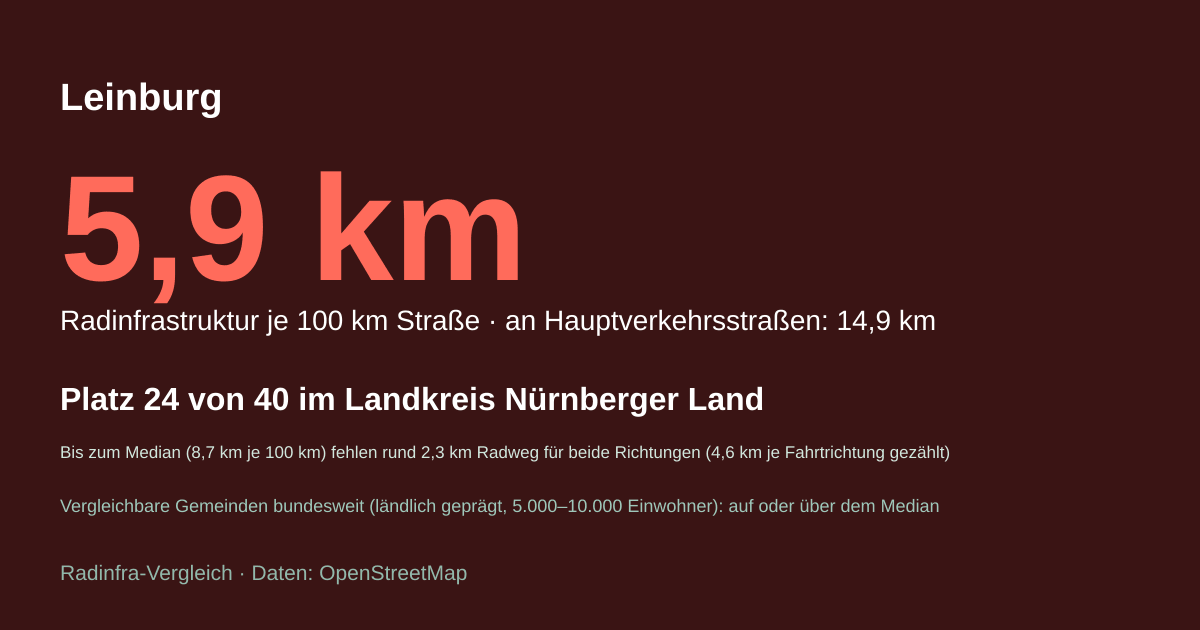 Leinburg
5,9 km
Radinfrastruktur je 100 km Straße · an Hauptverkehrsstraßen: 14,9 km
Platz 24 von 40 im Landkreis Nürnberger Land
Bis zum Median (8,7 km je 100 km) fehlen rund 2,3 km Radweg für beide Richtungen (4,6 km je Fahrtrichtung gezählt)
Vergleichbare Gemeinden bundesweit (ländlich geprägt, 5.000–10.000 Einwohner): auf oder über dem Median
Radinfra-Vergleich · Daten: OpenStreetMap